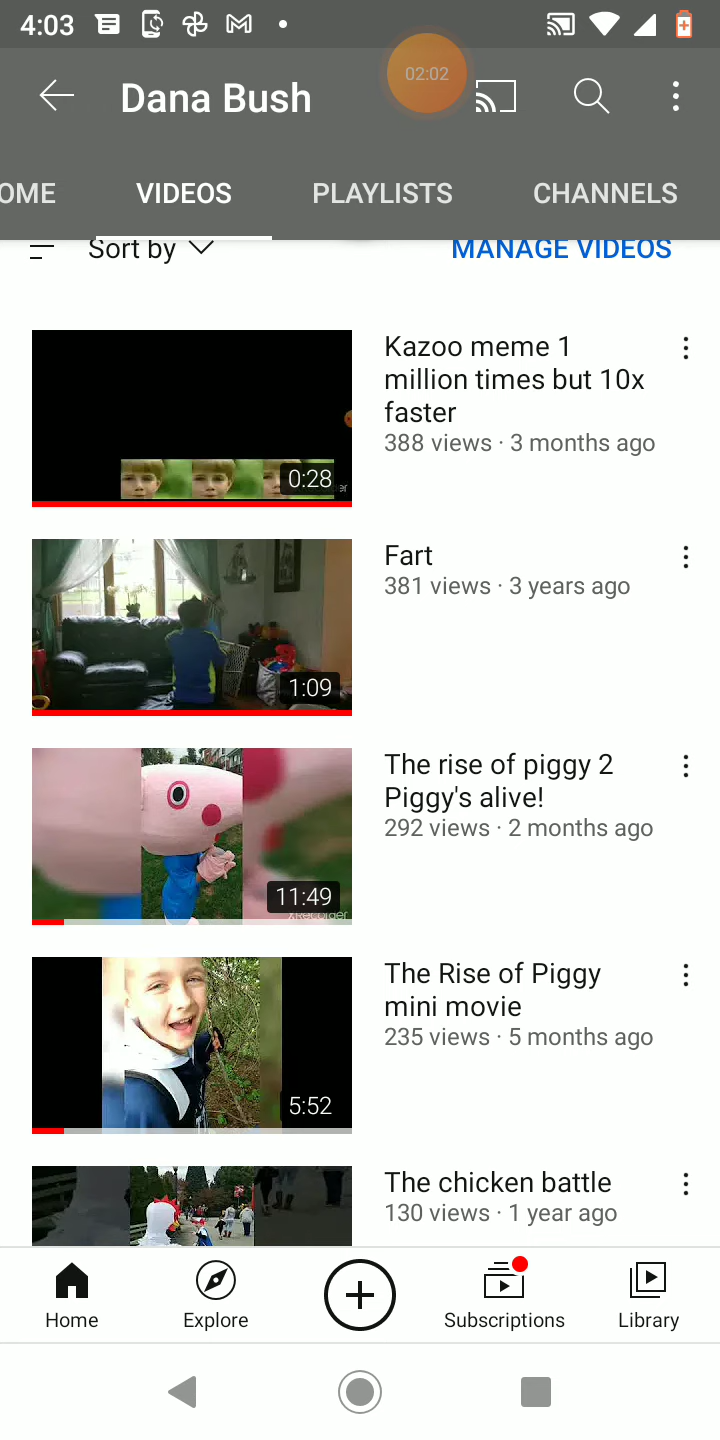 4:03
02:02
Dana Bush
OME VIDEOS PLAYLISTS CHANNELS
Sort by MANAGE VIDEOS
Kazoo meme 1
million times but 10x
faster
388 views · 3 months ago
0:28
Fart
381 views · 3 years ago
1:09
The rise of piggy 2
Piggy's alive!
292 views · 2 months ago
11:49
XRecorder
The Rise of Piggy
mini movie
235 views · 5 months ago
5:52
The chicken battle
130 views · 1 year ago
Home Explore Subscriptions Library